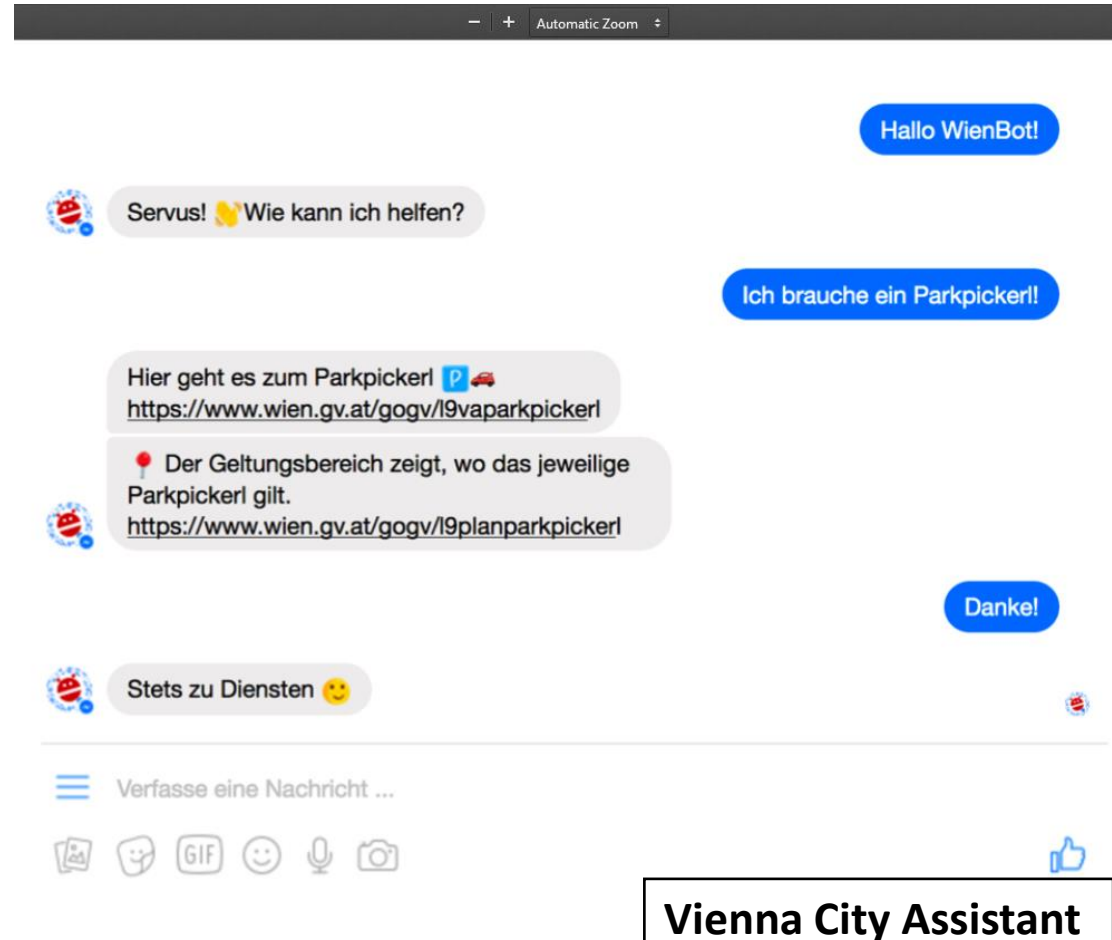 Automatic Zoom
Hallo WienBot!
Servus! 👋Wie kann ich helfen?
Ich brauche ein Parkpickerl!
Hier geht es zum Parkpickerl 🅿️🚗
https://www.wien.gv.at/gogv/l9vaparkpickerl
📍 Der Geltungsbereich zeigt, wo das jeweilige
Parkpickerl gilt.
https://www.wien.gv.at/gogv/l9planparkpickerl
Danke!
Stets zu Diensten 🙂
Verfasse eine Nachricht ...
GIF
Vienna City Assistant